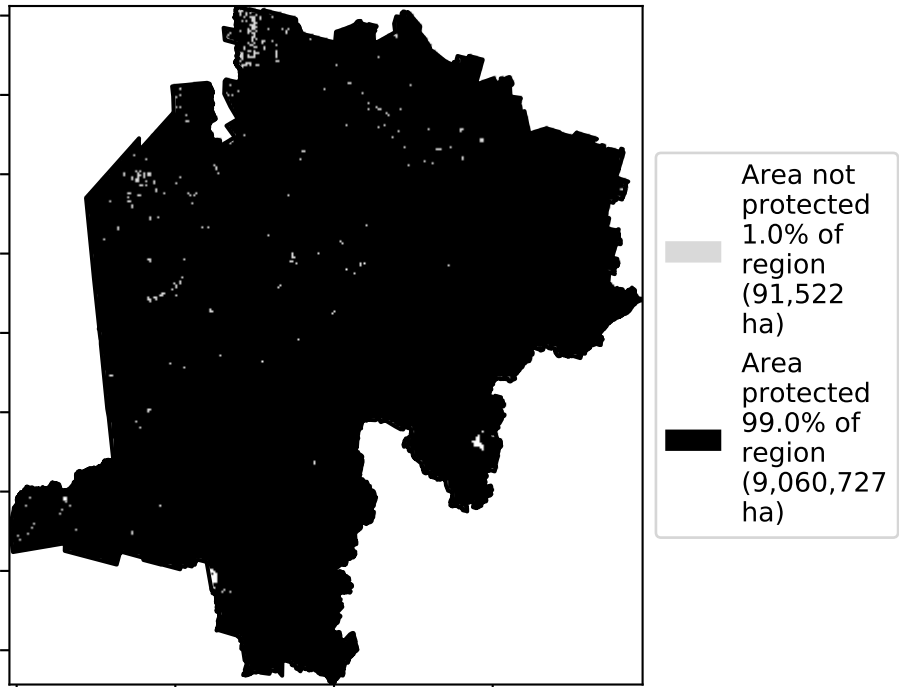 Area not
protected
1.0% of
region
(91,522
ha)
Area
protected
99.0% of
region
(9,060,727
ha)